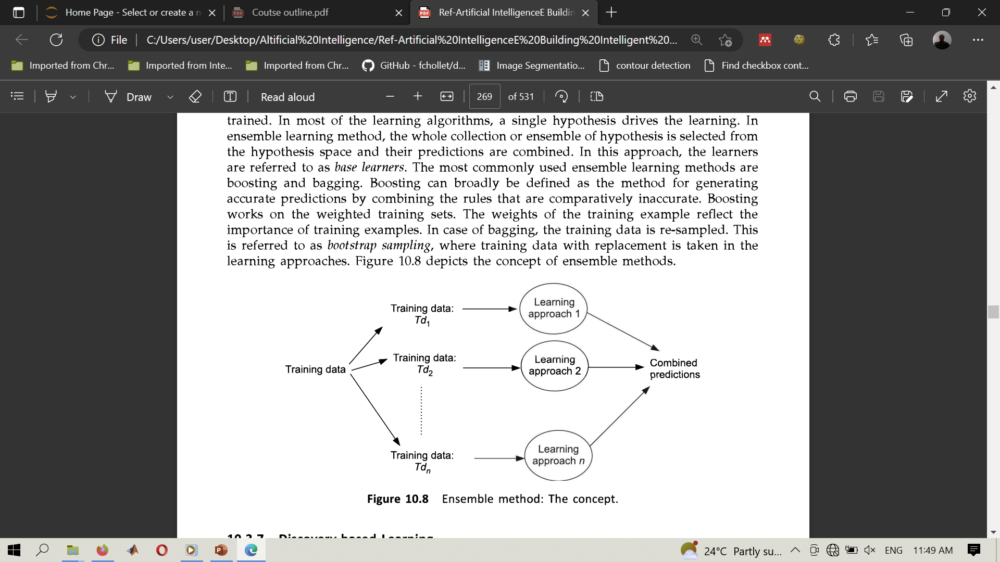 Home Page - Select or create a n
Coutse outline.pdf
Ref-Artificial IntelligenceE Buildin
File
C:/Users/user/Desktop/Altificial%20Intelligence/Ref-Artificial%20IntelligenceE%20Building%20Intelligent%20...
Imported from Chr...
Imported from Inte...
Imported from Chr...
GitHub - fchollet/d...
Image Segmentatio...
contour detection
Find checkbox cont...
Draw
Read aloud
269
of 531
trained. In most of the learning algorithms, a single hypothesis drives the learning. In
ensemble learning method, the whole collection or ensemble of hypothesis is selected from
the hypothesis space and their predictions are combined. In this approach, the learners
are referred to as base learners. The most commonly used ensemble learning methods are
boosting and bagging. Boosting can broadly be defined as the method for generating
accurate predictions by combining the rules that are comparatively inaccurate. Boosting
works on the weighted training sets. The weights of the training example reflect the
importance of training examples. In case of bagging, the training data is re-sampled. This
is referred to as bootstrap sampling, where training data with replacement is taken in the
learning approaches. Figure 10.8 depicts the concept of ensemble methods.
Training data
Training data:
Td1
Learning
approach 1
Training data:
Td2
Learning
approach 2
Training data:
Tdn
Learning
approach n
Combined
predictions
Figure 10.8 Ensemble method: The concept.
10.3.7 Discovery-based Learning
24°C Partly su...
ENG
11:49 AM